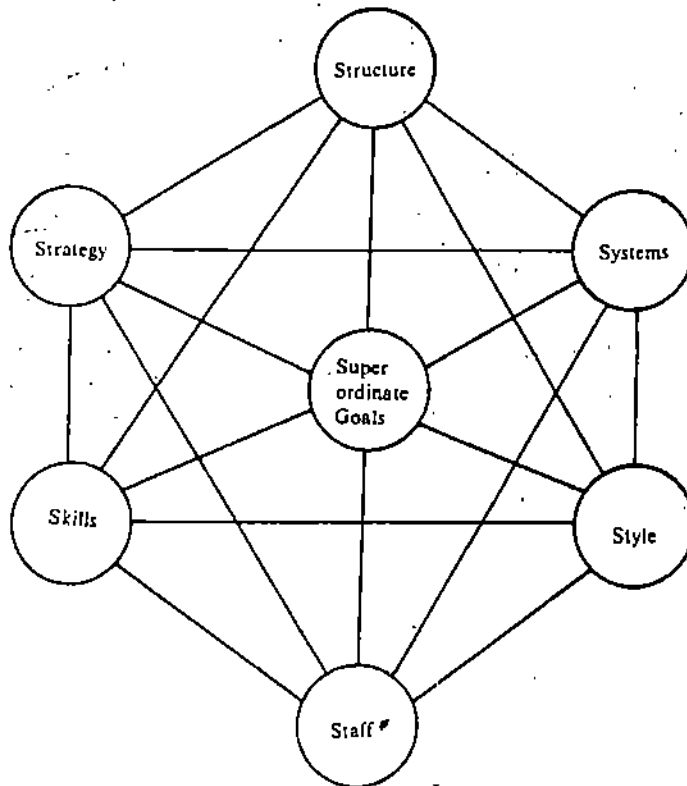 Structure
Strategy
Systems
Super
ordinate
Goals
Skills
Style
Staff